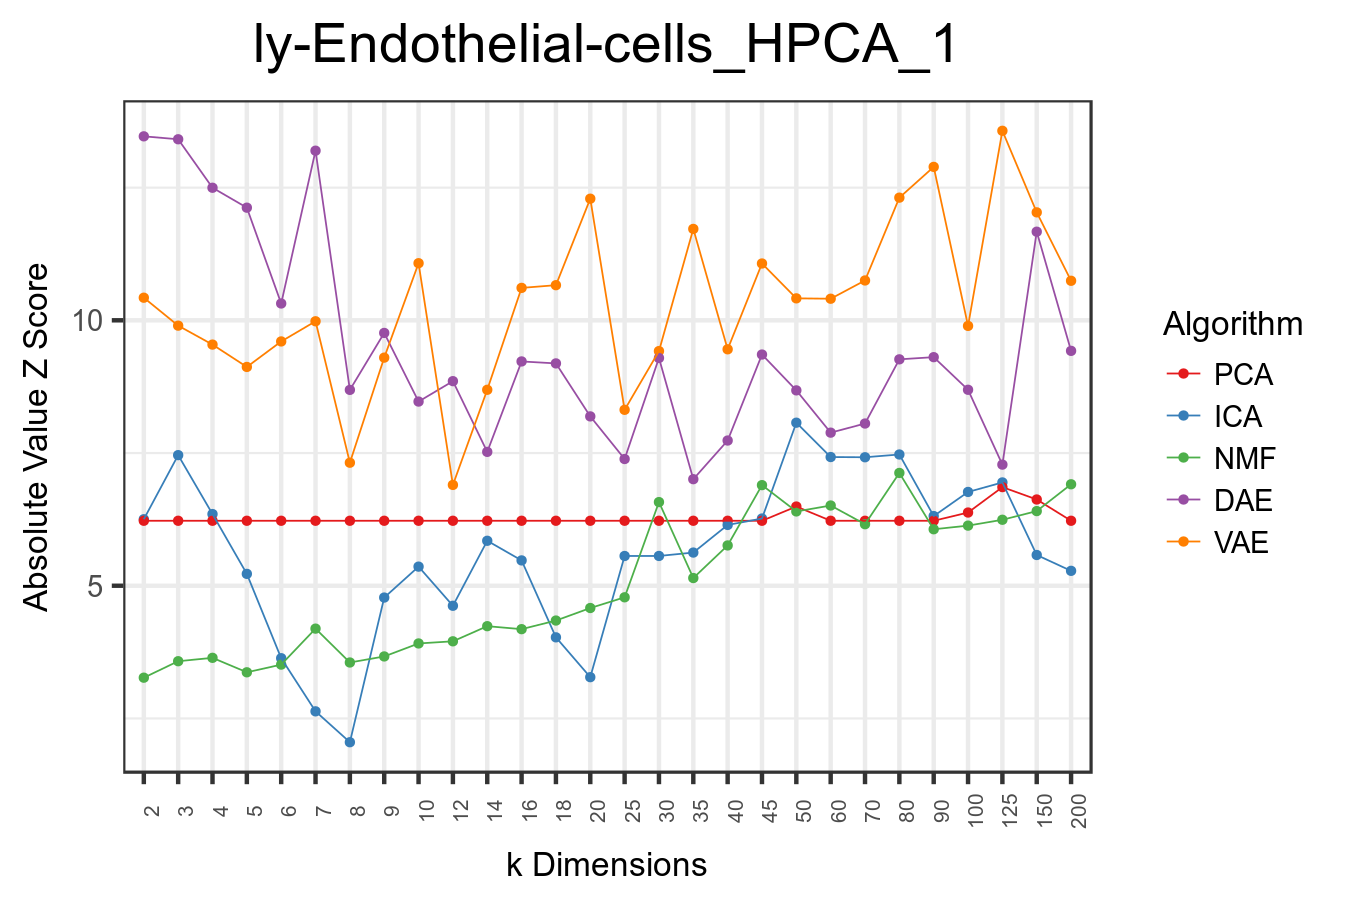 ly-Endothelial-cells_HPCA_1
Absolute Value Z Score
10
5
2 3 4 5 6 7 8 9 10 12 14 16 18 20 25 30 35 40 45 50 60 70 80 90 100 125 150 200
k Dimensions
Algorithm
PCA
ICA
NMF
DAE
VAE